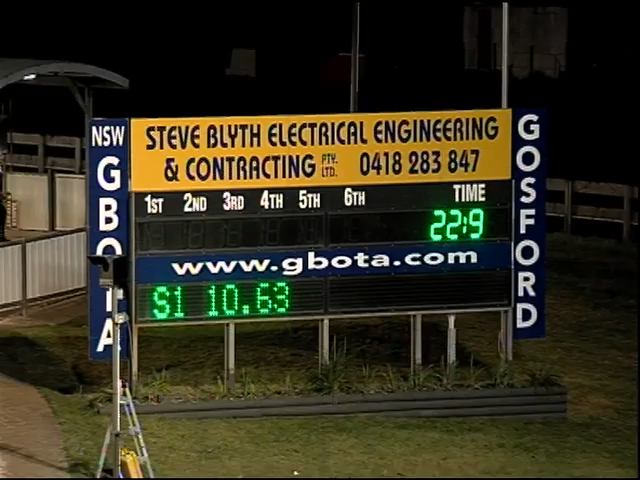 STEVE BLYTH ELECTRICAL ENGINEERING
& CONTRACTING PTY. LTD. 0418 283 847
NSW
GBOTA
1ST 2ND 3RD 4TH 5TH 6TH TIME
22:9
www.gbota.com
S1 10.63
GOSFORD